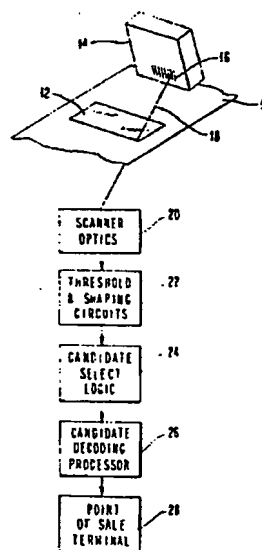 14
16
12
18
20
SCANNER
OPTICS
22
THRESHOLD
& SHAPING
CIRCUITS
24
CANDIDATE
SELECT
LOGIC
26
CANDIDATE
DECODING
PROCESSOR
28
POINT
OF SALE
TERMINAL